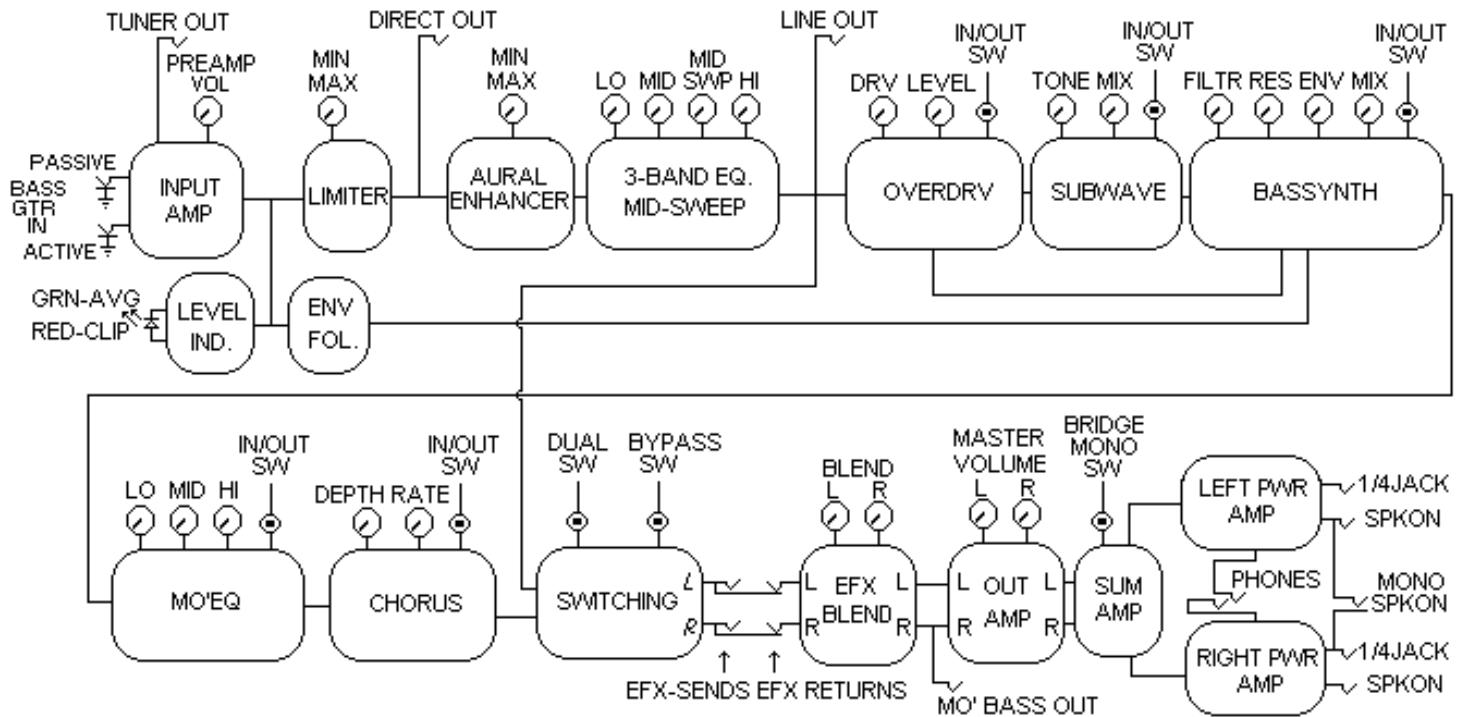 TUNER OUT
DIRECT OUT
LINE OUT
PREAMP
VOL
MIN
MAX
MIN
MAX
LO MID MID
SWP HI
DRV LEVEL
IN/OUT
SW
TONE MIX
IN/OUT
SW
FILTR RES ENV MIX
IN/OUT
SW
PASSIVE
BASS
GTR
IN
ACTIVE
INPUT
AMP
LIMITER
AURAL
ENHANCER
3-BAND EQ.
MID-SWEEP
OVERDRV
SUBWAVE
BASSYNTH
GRN-AVG
RED-CLIP
LEVEL
IND.
ENV
FOL.
LO MID HI
IN/OUT
SW
DEPTH RATE
IN/OUT
SW
DUAL
SW
BYPASS
SW
BLEND
L R
MASTER
VOLUME
L R
BRIDGE
MONO
SW
MO'EQ
CHORUS
SWITCHING
L
R
EFX
BLEND
L L
R R
OUT
AMP
L L
R R
SUM
AMP
LEFT PWR
AMP
1/4JACK
SPKON
PHONES
MONO
SPKON
RIGHT PWR
AMP
1/4JACK
SPKON
EFX-SENDS EFX RETURNS
MO' BASS OUT